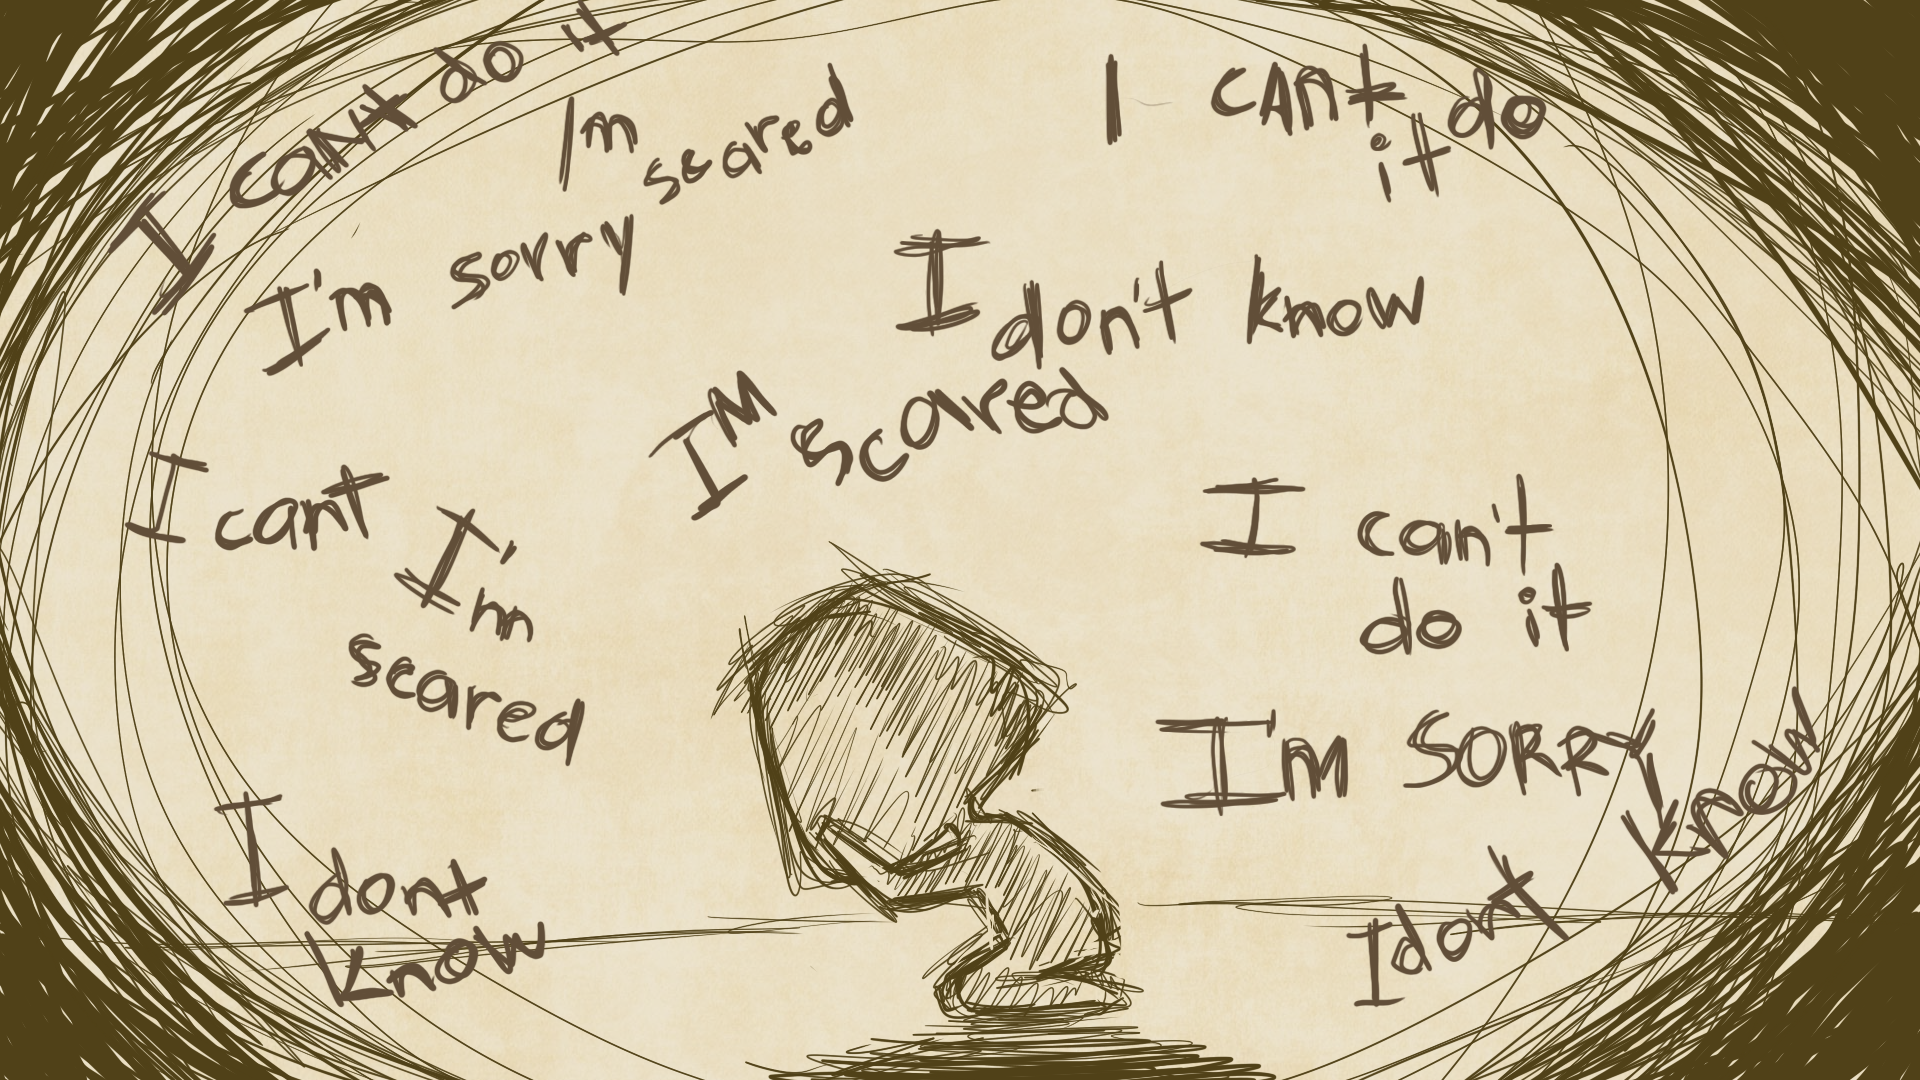 I can't do it
I'm
scared
I CAnt do
it
I'm sorry
I don't know
I'M scared
I cant
I'm
scared
I can't
do it
I'm SORRY
I dont
know
I dont know